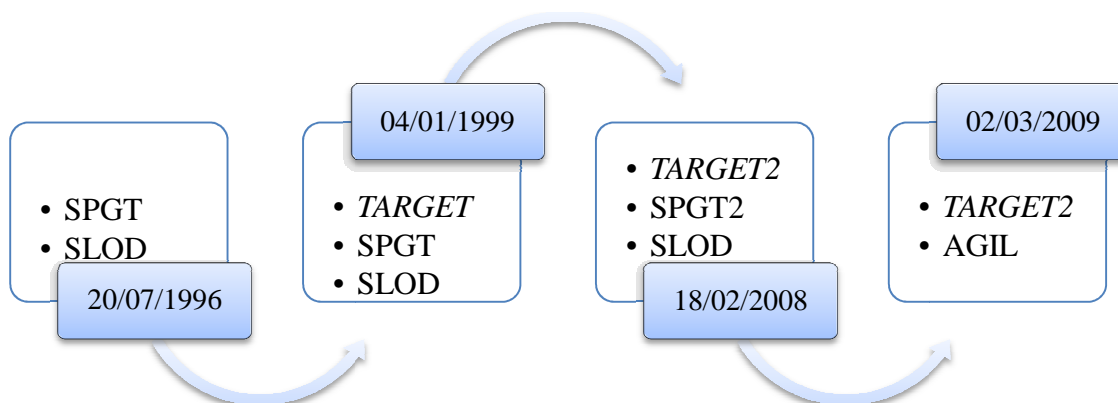 • SPGT
• SLOD
20/07/1996
04/01/1999
• TARGET
• SPGT
• SLOD
• TARGET2
• SPGT2
• SLOD
18/02/2008
02/03/2009
• TARGET2
• AGIL